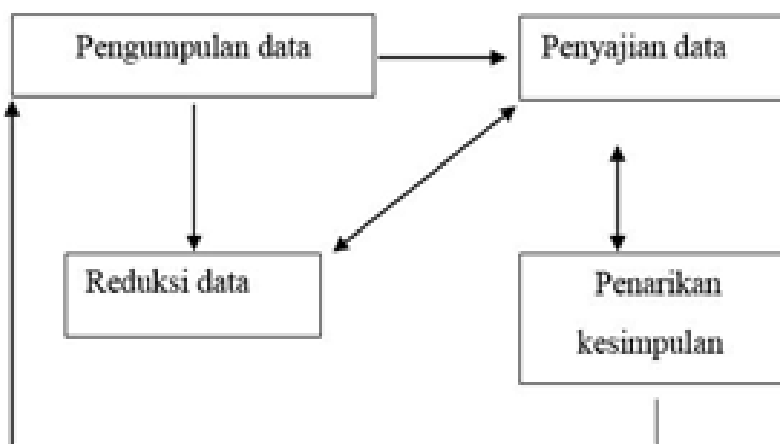 Pengumpulan data
Penyajian data
Reduksi data
Penarikan
kesimpulan